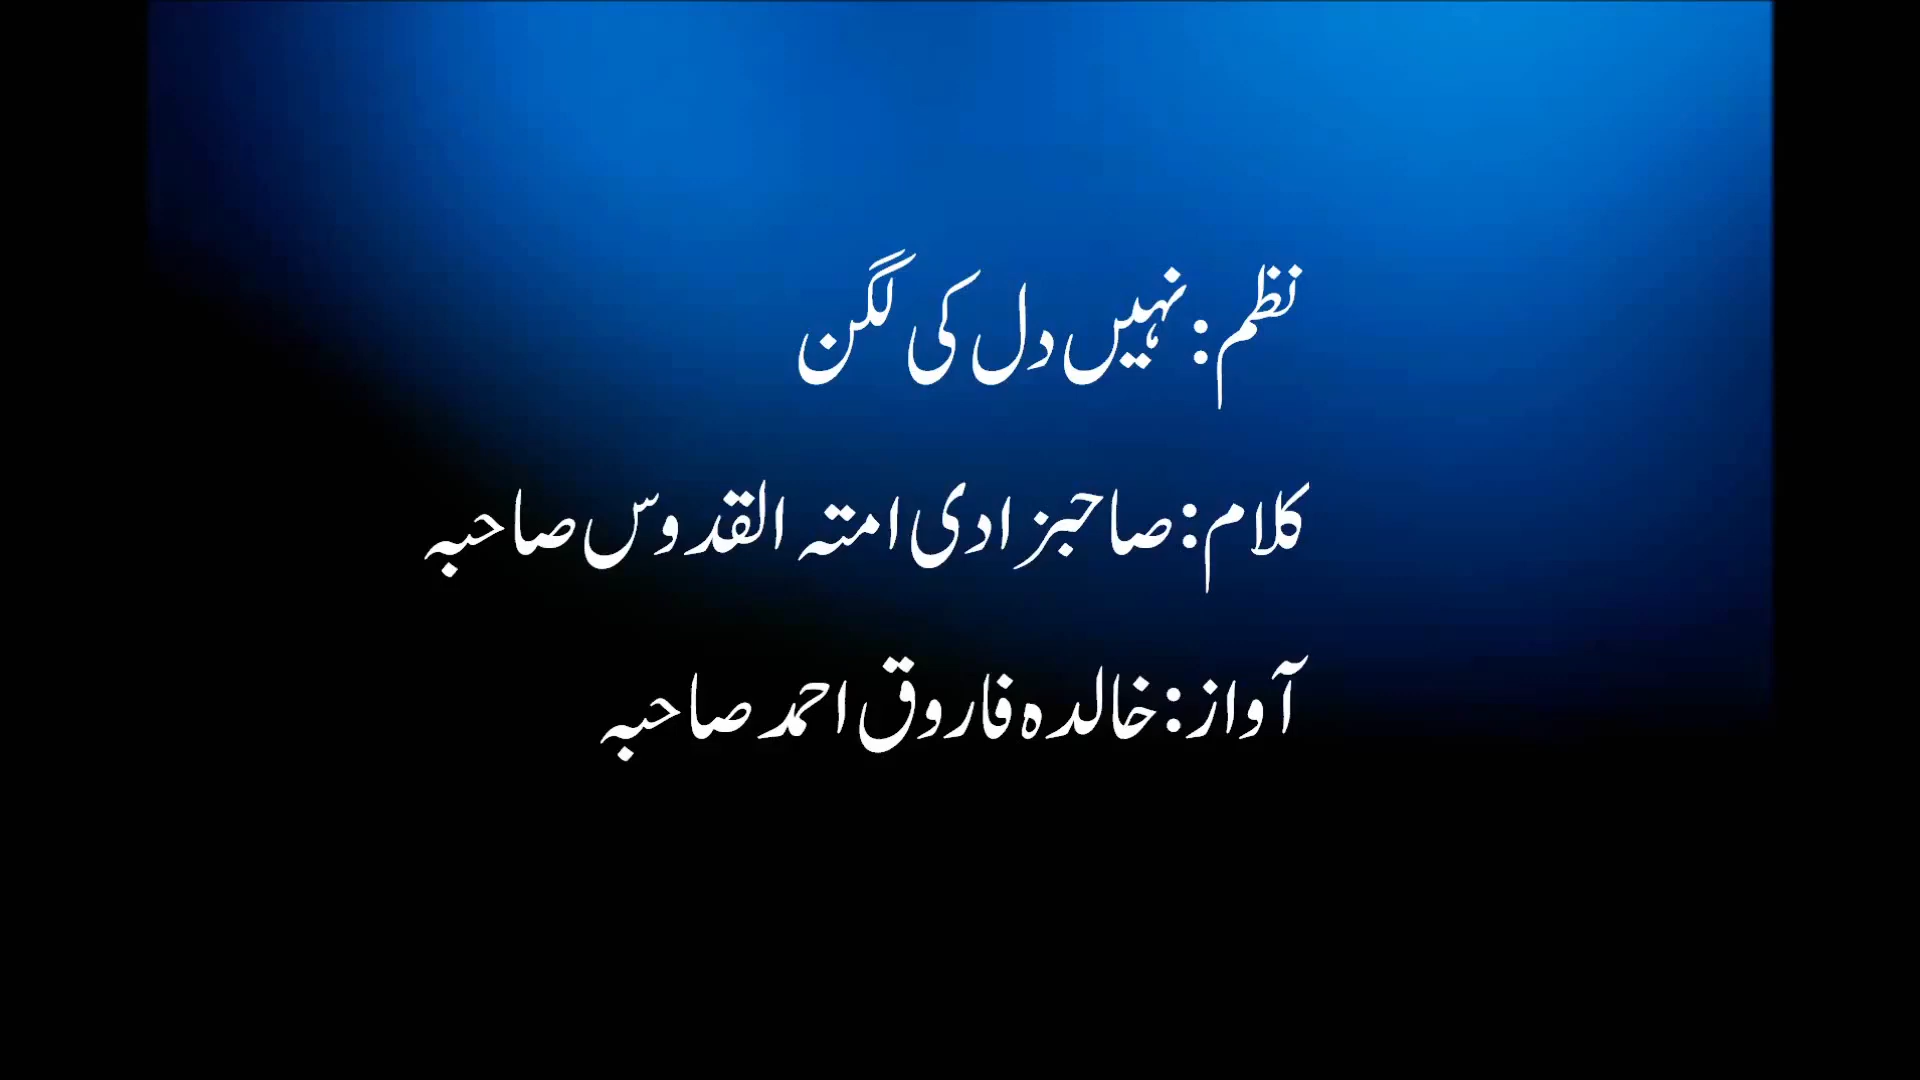 نظم: نہیں دل کی لگن
کلام: صاحبزادی امتہ القدوس صاحبہ
آواز: خالدہ فاروق احمد صاحبہ